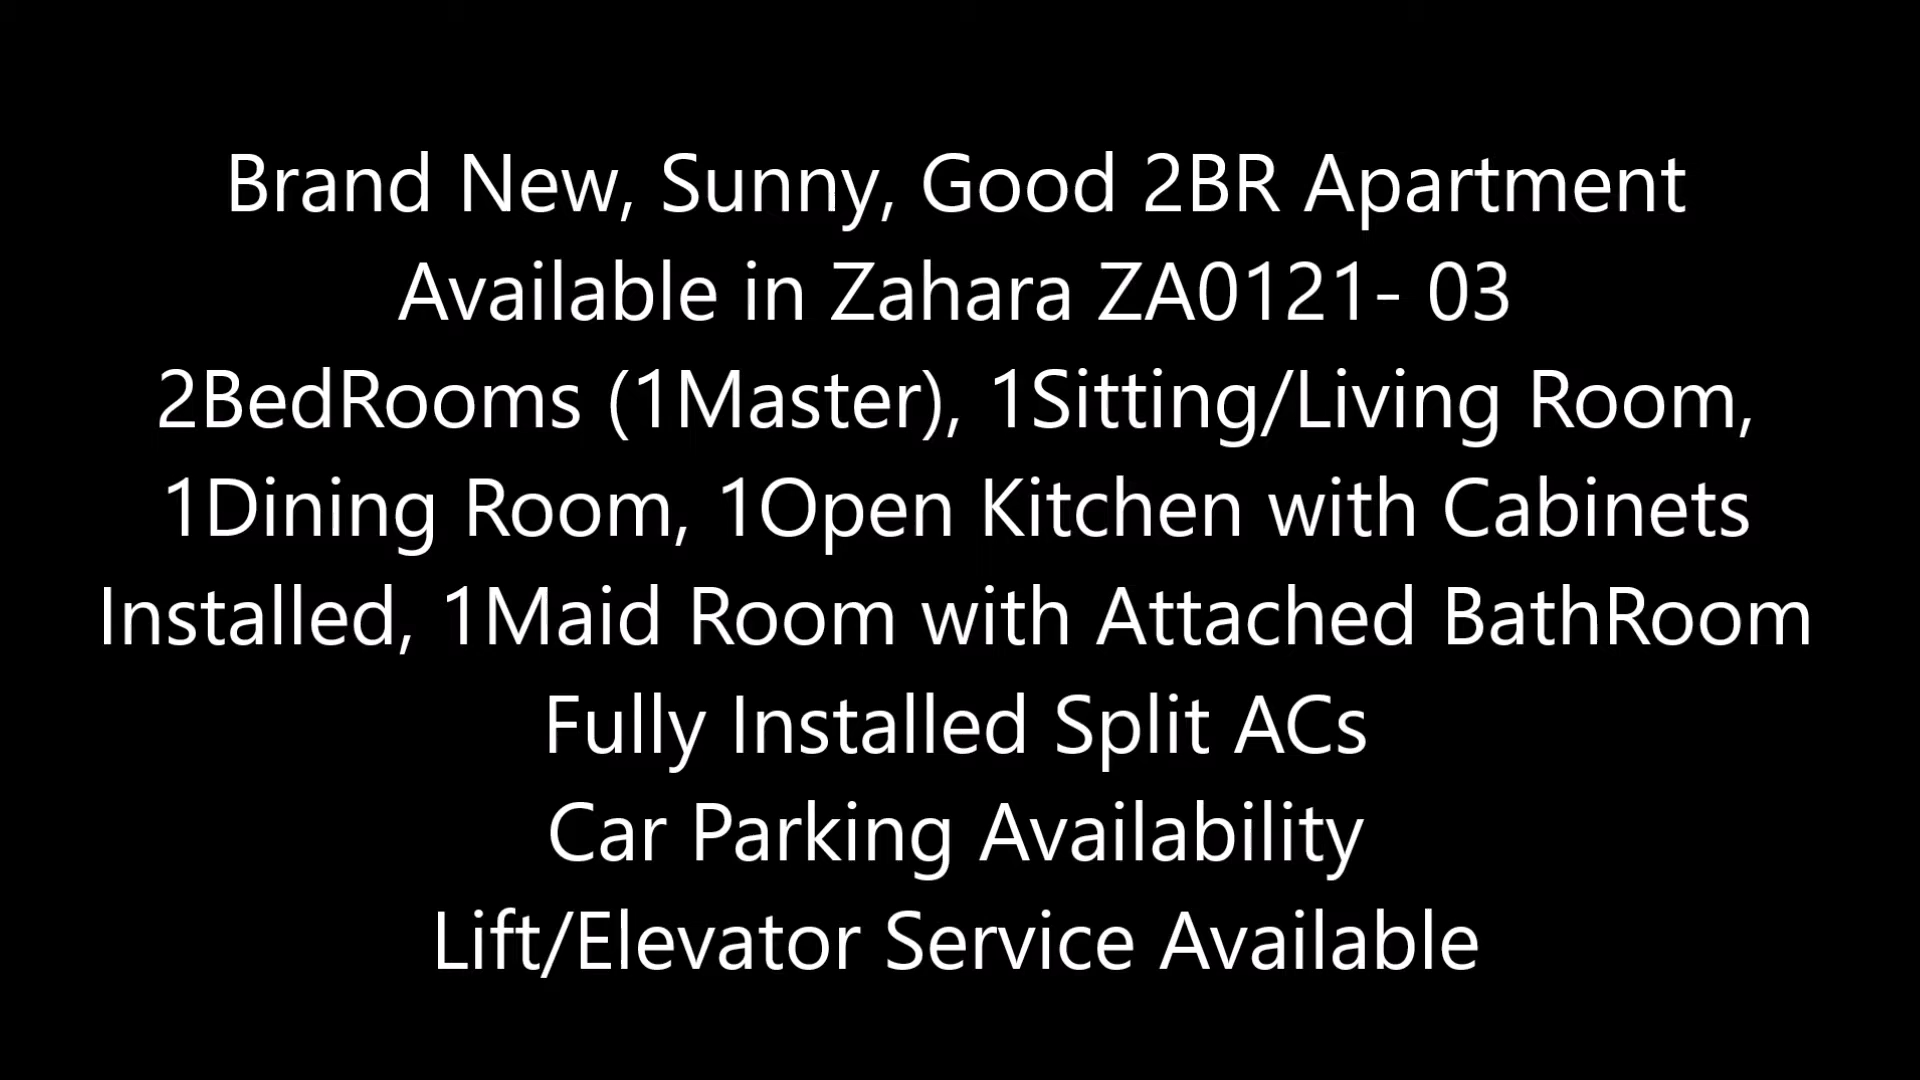 Brand New, Sunny, Good 2BR Apartment
Available in Zahara ZA0121- 03
2BedRooms (1Master), 1Sitting/Living Room,
1Dining Room, 1Open Kitchen with Cabinets
Installed, 1Maid Room with Attached BathRoom
Fully Installed Split ACs
Car Parking Availability
Lift/Elevator Service Available